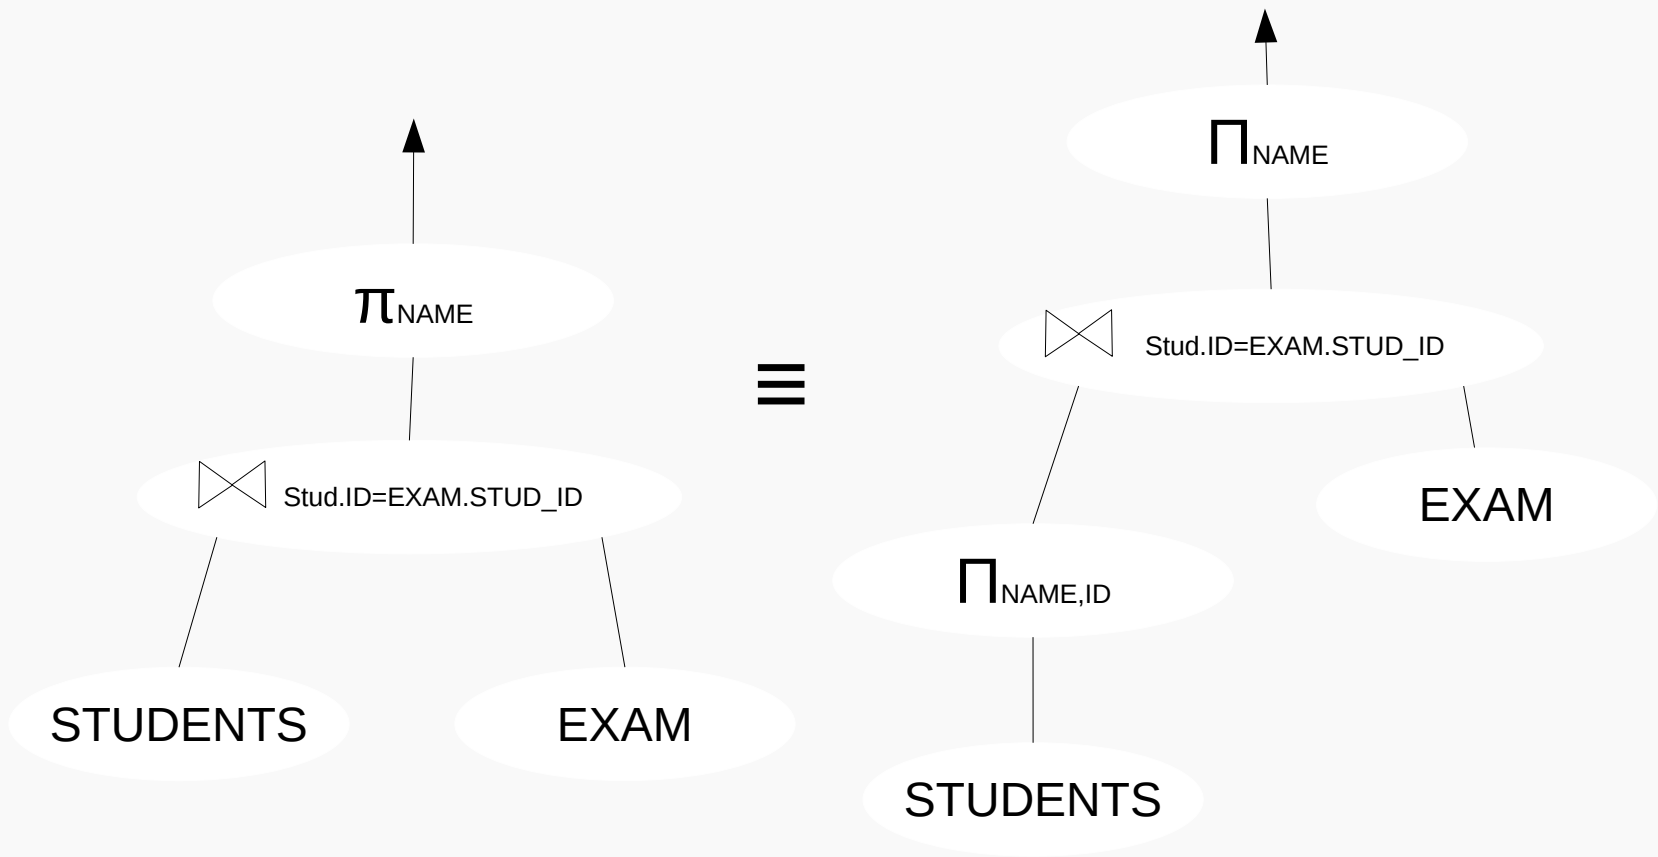 πNAME
⋈ Stud.ID=EXAM.STUD_ID
STUDENTS
EXAM
≡
ΠNAME
⋈ Stud.ID=EXAM.STUD_ID
EXAM
ΠNAME,ID
STUDENTS